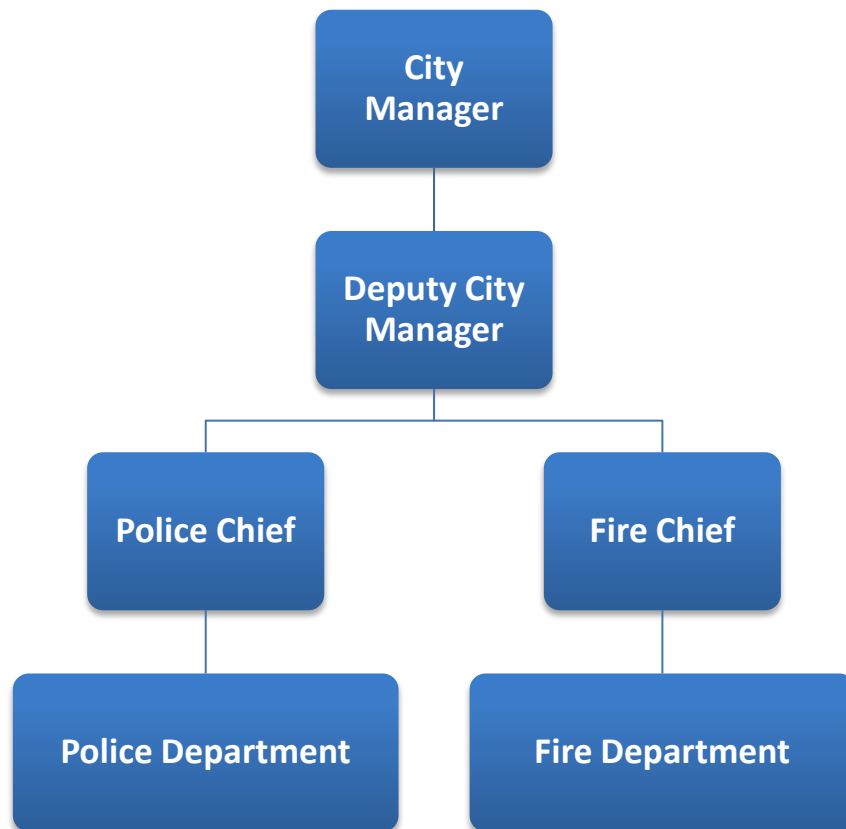 City
Manager
Deputy City
Manager
Police Chief
Fire Chief
Police Department
Fire Department